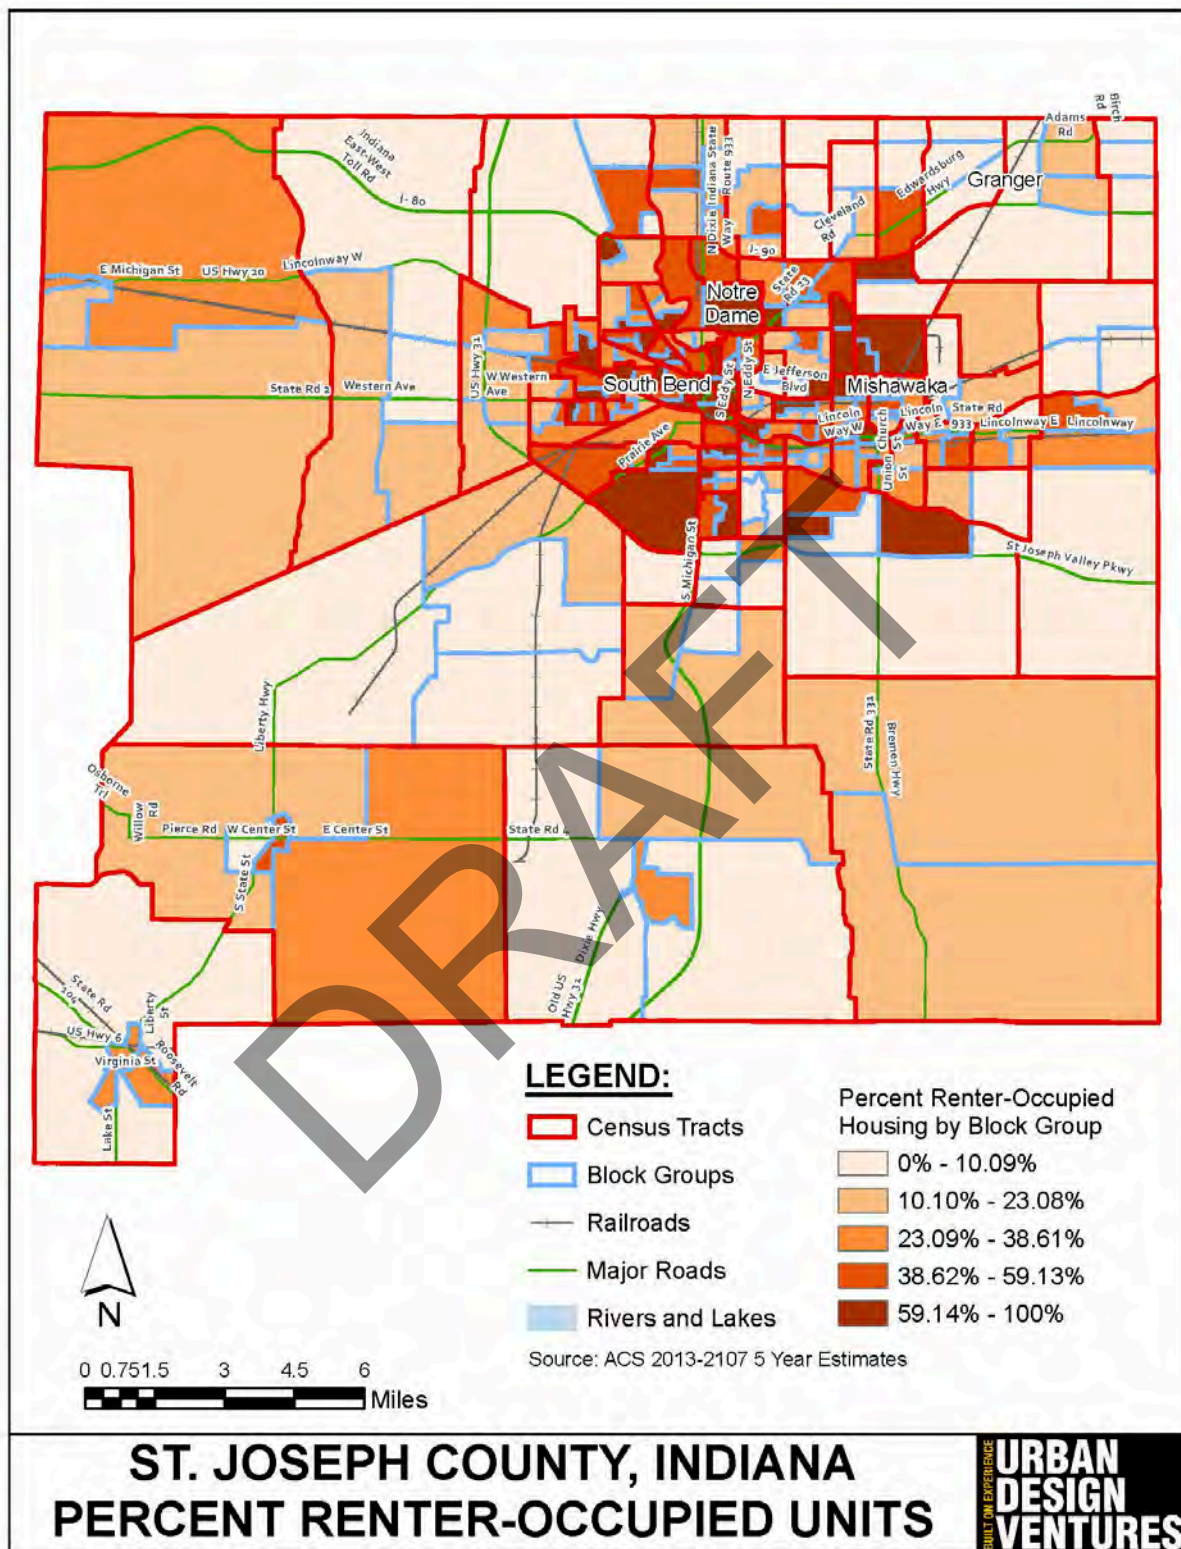 Birch
Rd
Adams
Rd
Indiana
East-West
Toll Rd
N Dixie Indiana State
Way Route 933
Edwardsburg
Hwy
Granger
I- 80
Cleveland
Rd
I- 90
E Michigan St
US Hwy 20
Lincolnway W
State
Rd 23
Notre
Dame
US Hwy 31
W Western
Ave
South Bend
S Eddy St
N Eddy St
E Jefferson
Blvd
Mishawaka
State Rd 2
Western Ave
Lincoln
Way W
Church
Union St
15
Lincoln
Way E
State Rd
933
Lincolnway E
Lincolnway
Prairie Ave
S Michigan St
St Joseph Valley Pkwy
Liberty Hwy
State Rd 331
Bremen Hwy
Osborne
Trl
Willow
Rd
Pierce Rd
W Center St
E Center St
State Rd 4
S State St
Old US
Hwy 31
Dixie Hwy
State Rd
104
Liberty
St
US Hwy 6
Virginia St
Roosevelt
Rd
Lake St
DRAFT
LEGEND:
Census Tracts
Block Groups
Railroads
Major Roads
Rivers and Lakes
Percent Renter-Occupied
Housing by Block Group
0% - 10.09%
10.10% - 23.08%
23.09% - 38.61%
38.62% - 59.13%
59.14% - 100%
Source: ACS 2013-2107 5 Year Estimates
N
0 0.75 1.5 3 4.5 6
Miles
ST. JOSEPH COUNTY, INDIANA
PERCENT RENTER-OCCUPIED UNITS
BUILT ON EXPERIENCE
URBAN
DESIGN
VENTURES